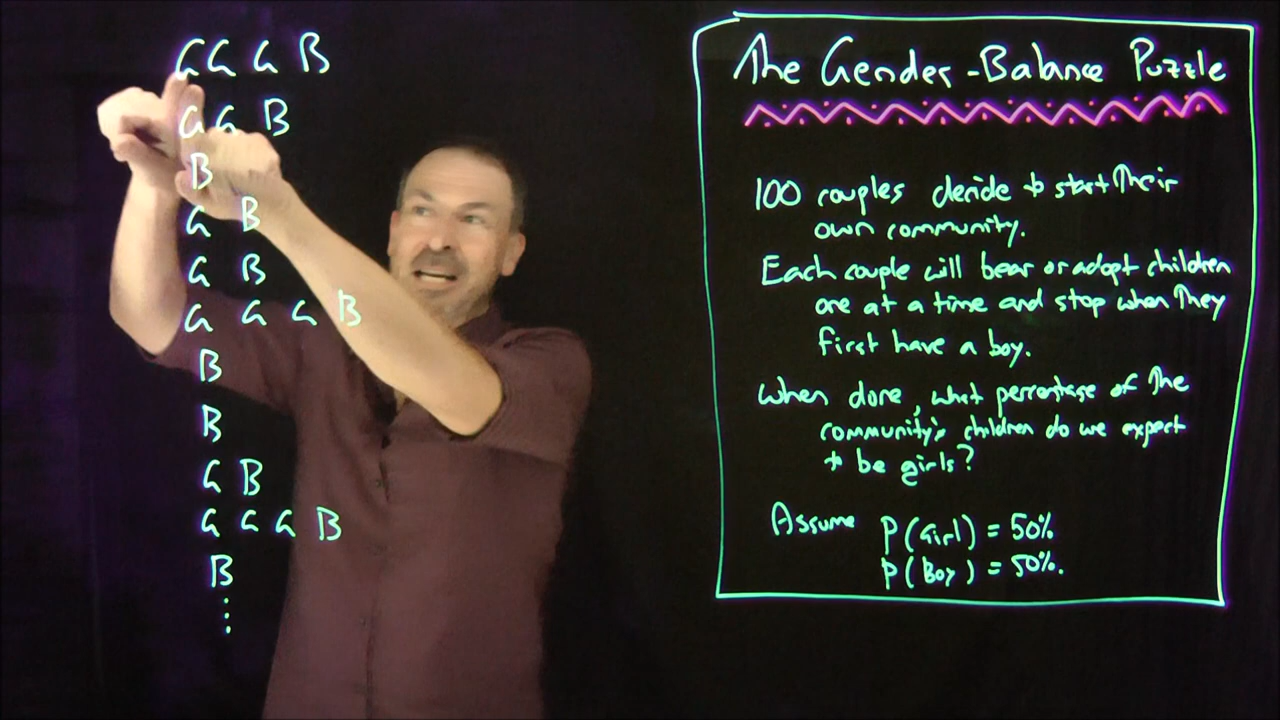 G G G B
G G B
B
G B
G B
G G G B
B
B
G B
G G G B
B
⋮
The Gender-Balance Puzzle
100 couples decide to start their
own community.
Each couple will bear or adopt children
one at a time and stop when they
first have a boy.
When done, what percentage of the
community's children do we expect
to be girls?
Assume P(Girl) = 50%
P(Boy) = 50%.